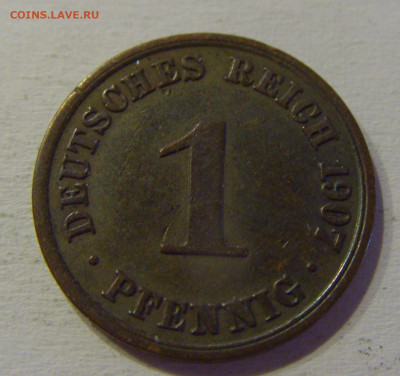 COINS.LAVE.RU
DEUTSCHES REICH 1907
1
· PFENNIG ·